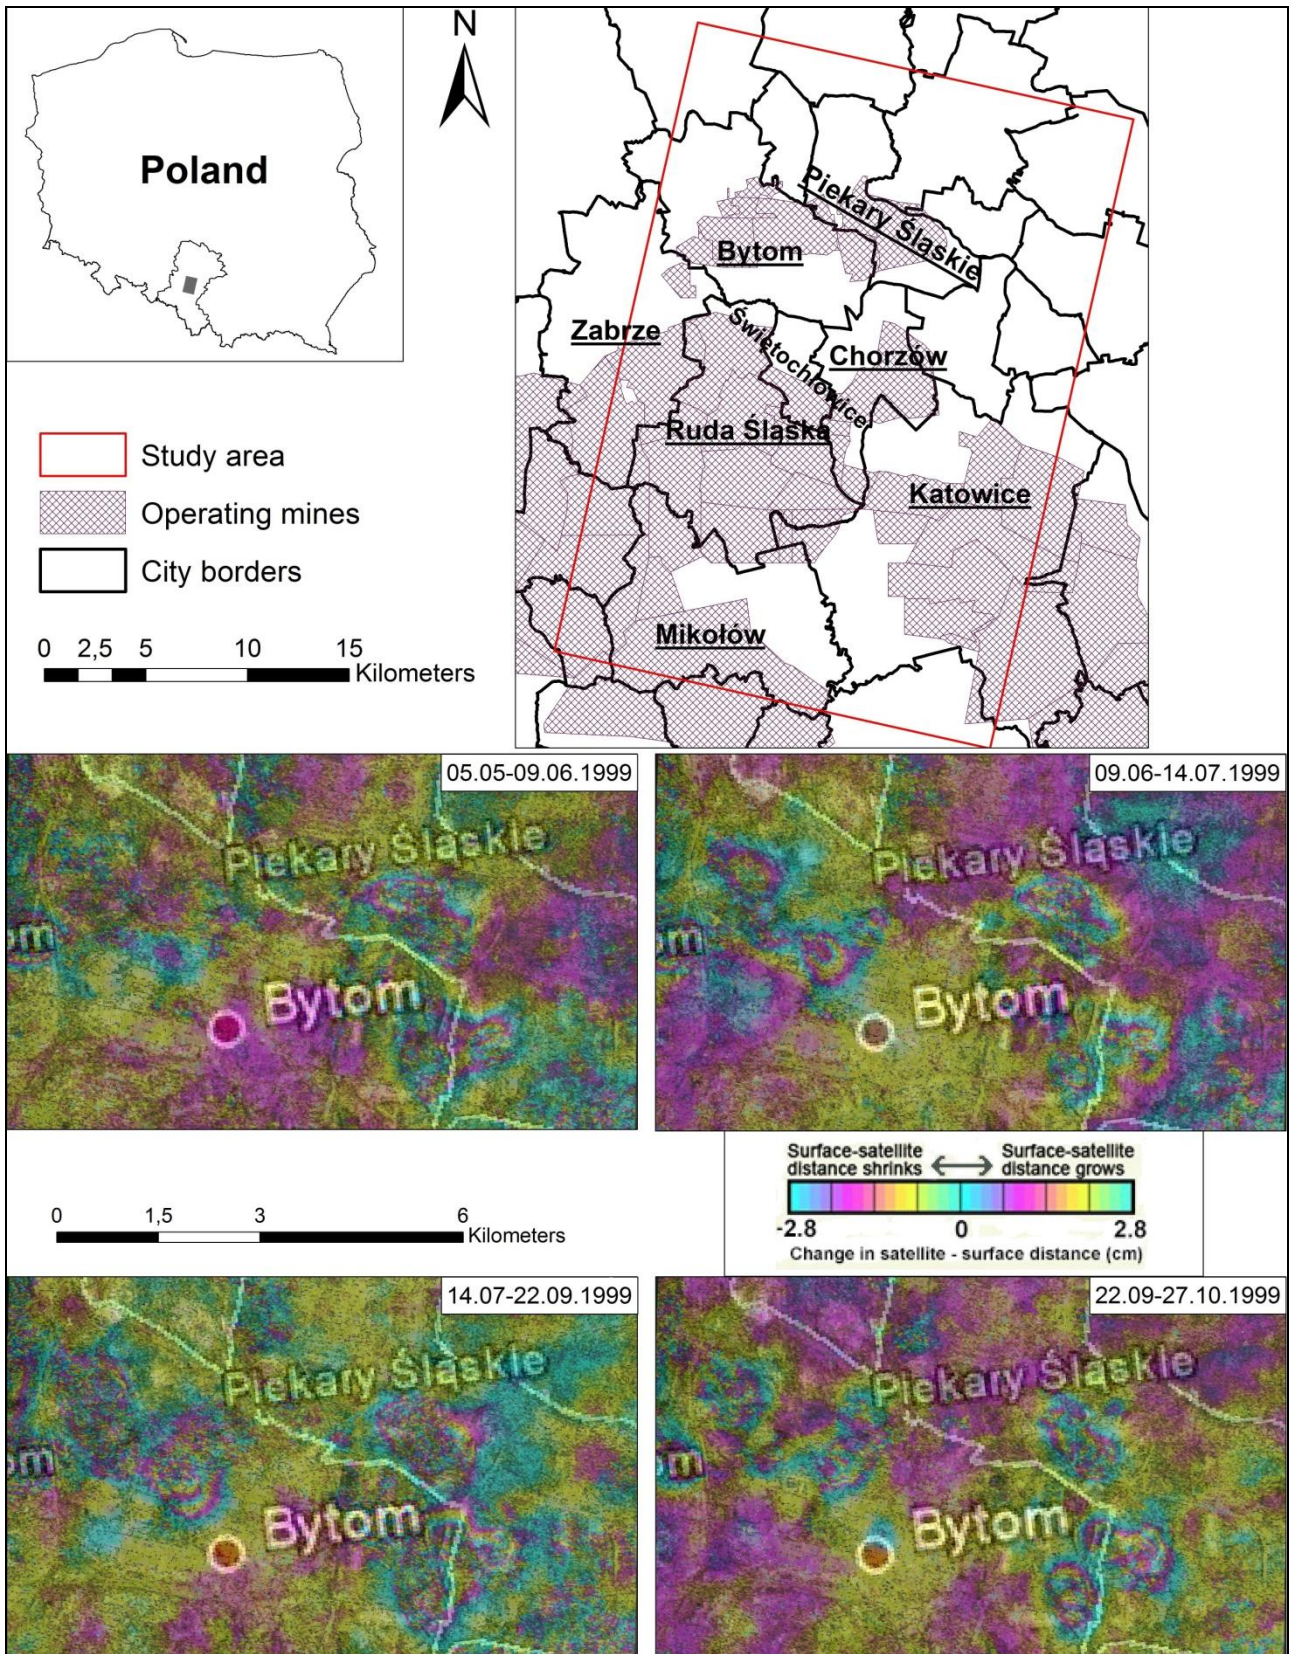 Poland
N
Piekary Śląskie
Bytom
Zabrze
Świętochłowice
Chorzów
Ruda Śląska
Katowice
Mikołów
Study area
Operating mines
City borders
0 2,5 5 10 15
Kilometers
05.05-09.06.1999
Piekary Śląskie
om
Bytom
09.06-14.07.1999
Piekary Śląskie
om
Bytom
0 1,5 3 6
Kilometers
Surface-satellite Surface-satellite
distance shrinks distance grows
-2.8 0 2.8
Change in satellite - surface distance (cm)
14.07-22.09.1999
Piekary Śląskie
om
Bytom
22.09-27.10.1999
Piekary Śląskie
om
Bytom